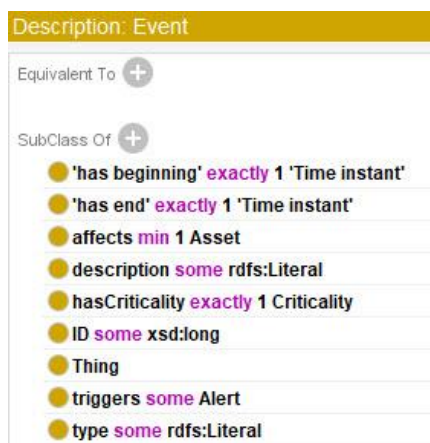 Description: Event
Equivalent To
SubClass Of
'has beginning' exactly 1 'Time instant'
'has end' exactly 1 'Time instant'
affects min 1 Asset
description some rdfs:Literal
hasCriticality exactly 1 Criticality
ID some xsd:long
Thing
triggers some Alert
type some rdfs:Literal